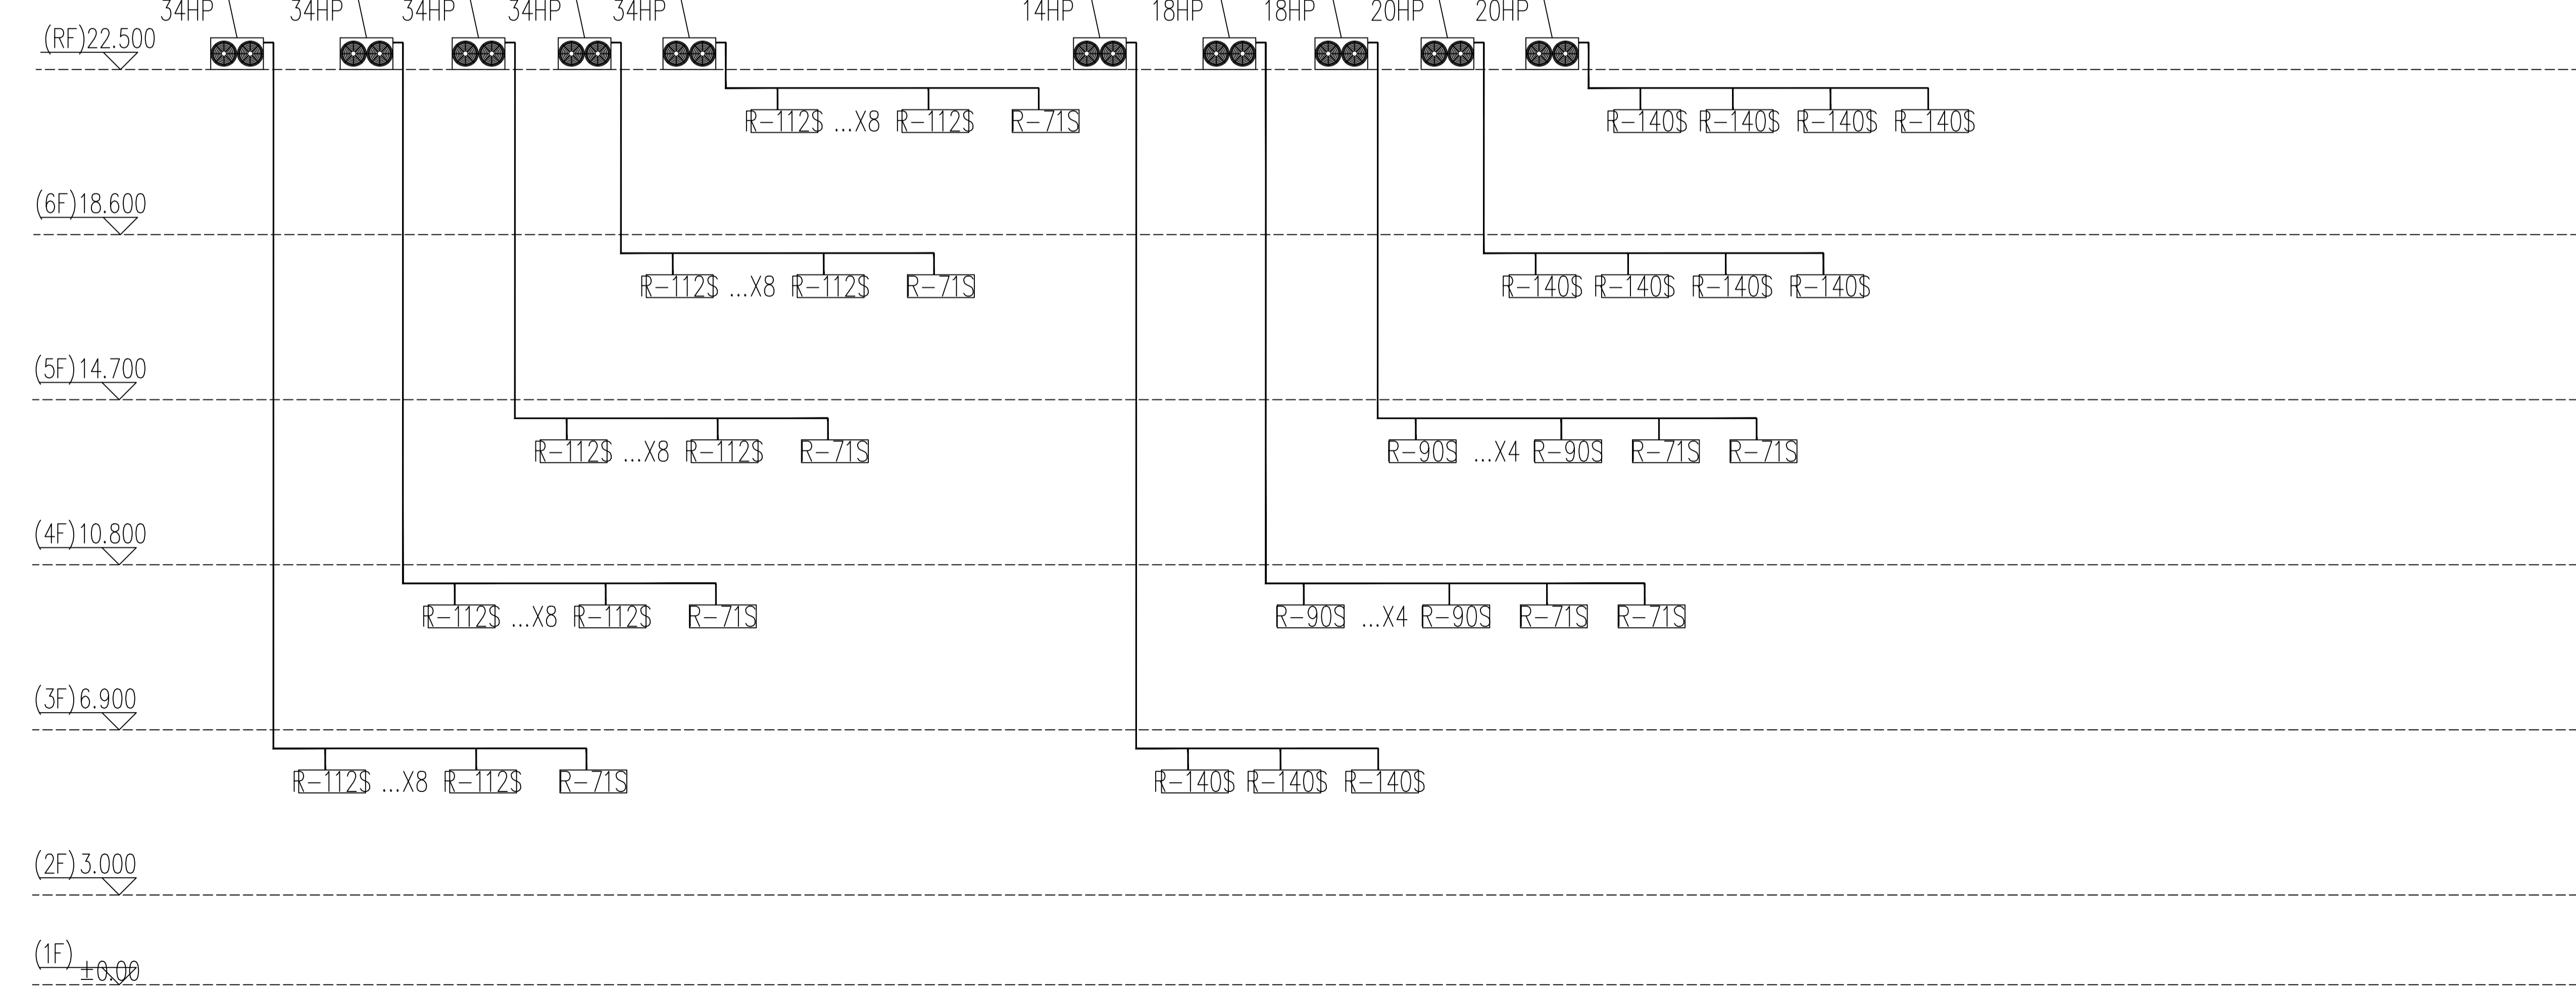 34HP 34HP 34HP 34HP 34HP 14HP 18HP 18HP 20HP 20HP
(RF)22.500
R-112S ...X8 R-112S R-71S R-140S R-140S R-140S R-140S
(6F)18.600
R-112S ...X8 R-112S R-71S R-140S R-140S R-140S R-140S
(5F)14.700
R-112S ...X8 R-112S R-71S R-90S ...X4 R-90S R-71S R-71S
(4F)10.800
R-112S ...X8 R-112S R-71S R-90S ...X4 R-90S R-71S R-71S
(3F)6.900
R-112S ...X8 R-112S R-71S R-140S R-140S R-140S
(2F)3.000
(1F)
±0.00